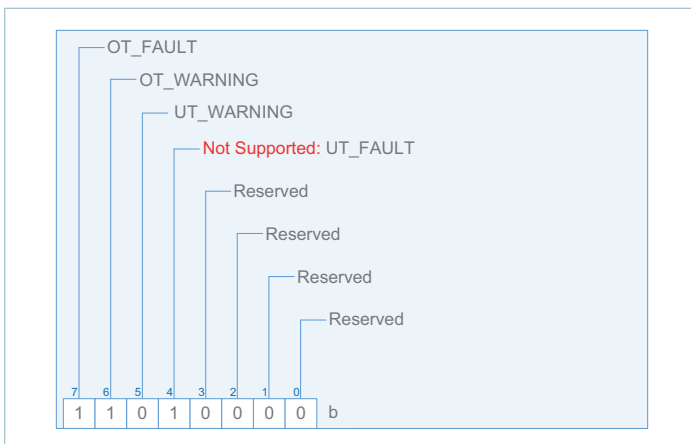 OT_FAULT
OT_WARNING
UT_WARNING
Not Supported: UT_FAULT
Reserved
Reserved
Reserved
Reserved
7 6 5 4 3 2 1 0
1 1 0 1 0 0 0 0 b